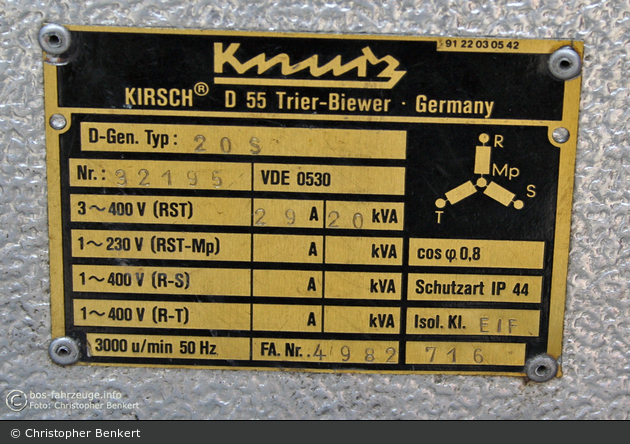 91 22 03 05 42
KIRSCH® D 55 Trier-Biewer · Germany
D-Gen. Typ: 20S
R
Mp
S
T
Nr.: 32195 VDE 0530
3~400 V (RST) 29 A 20 kVA
1~230 V (RST-Mp) A kVA cos φ 0,8
1~400 V (R-S) A kVA Schutzart IP 44
1~400 V (R-T) A kVA Isol. Kl. E/F
3000 u/min 50 Hz FA. Nr. 4982 716
© bos-fahrzeuge.info
Foto: Christopher Benkert
© Christopher Benkert